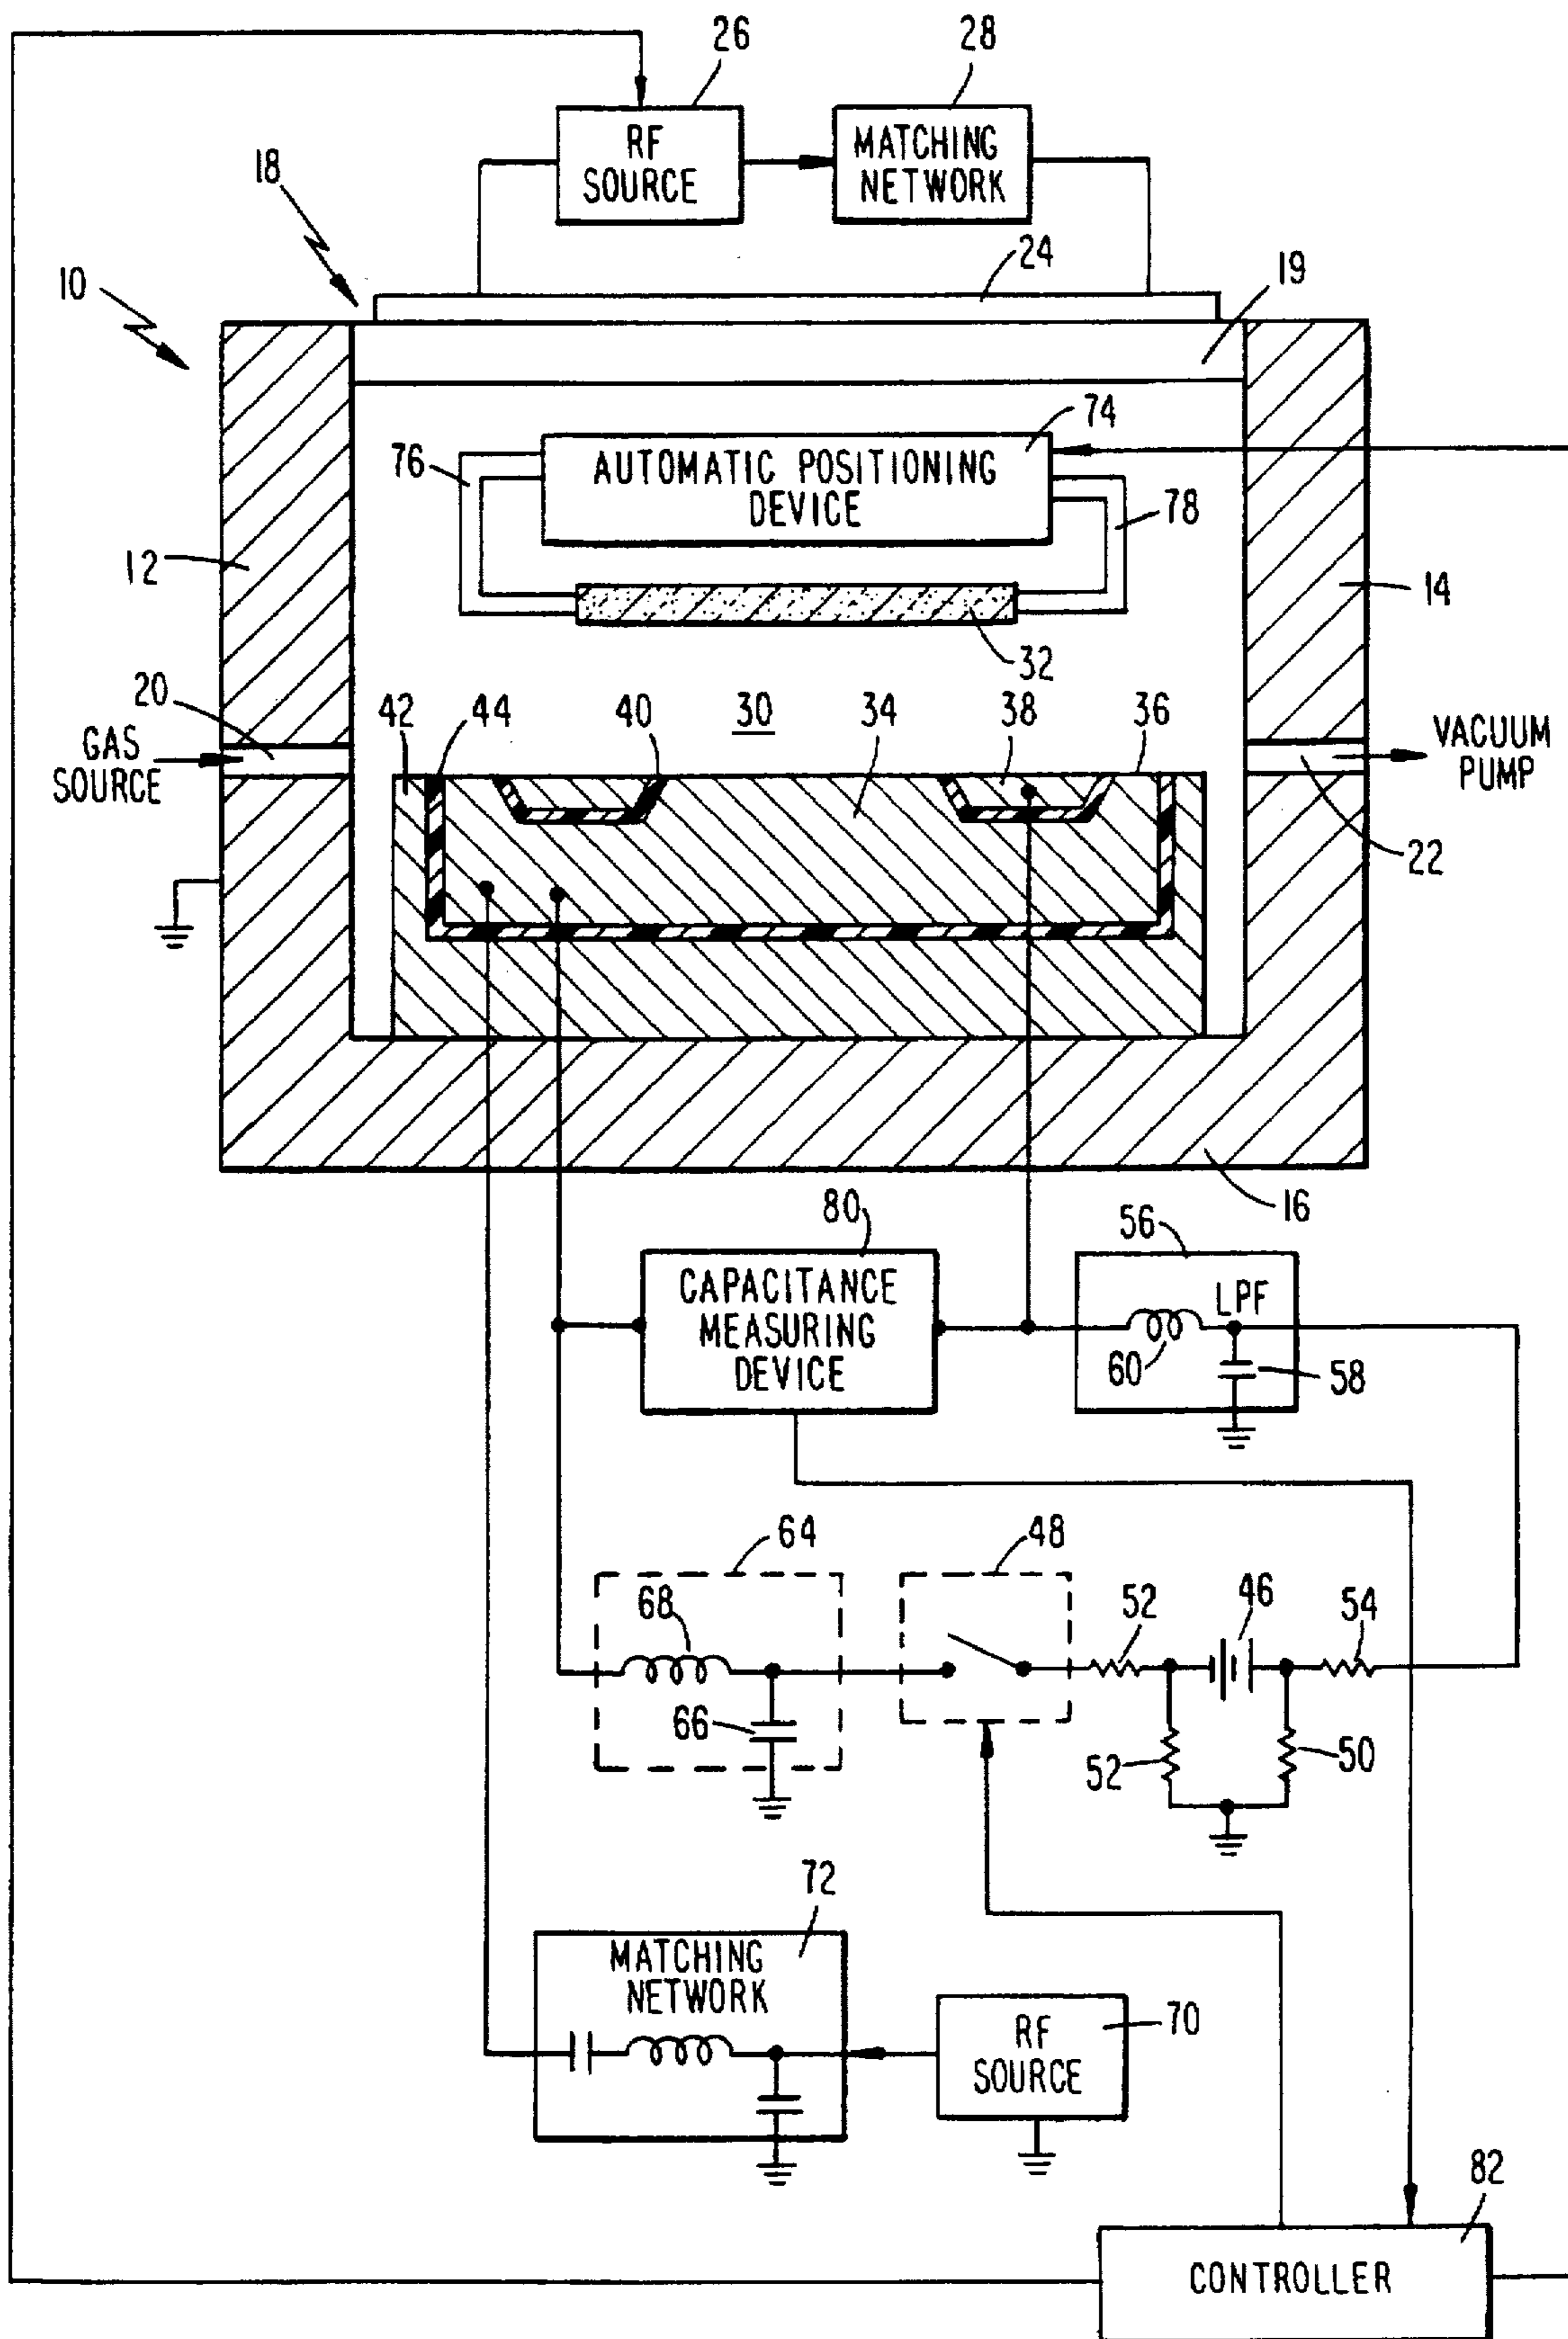 26
28
RF
SOURCE
MATCHING
NETWORK
18
24
19
10
74
76
AUTOMATIC POSITIONING
DEVICE
78
12
14
32
20
42
44
40
30
34
38
36
GAS
SOURCE
VACUUM
PUMP
22
16
80
56
CAPACITANCE
MEASURING
DEVICE
LPF
60
58
64
48
68
52
46
54
66
52
50
72
MATCHING
NETWORK
RF
SOURCE
70
82
CONTROLLER